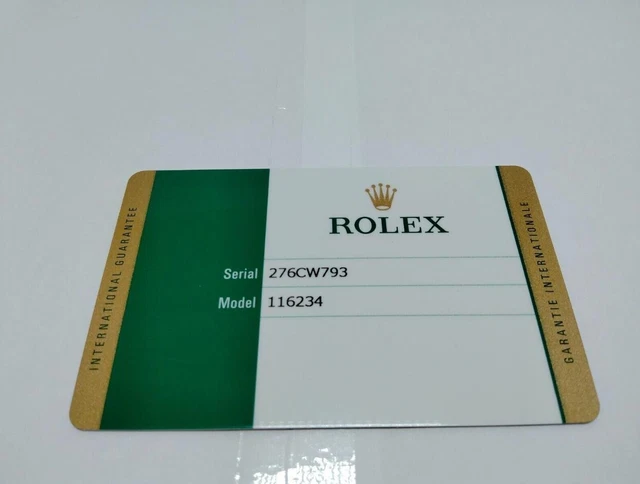 INTERNATIONAL GUARANTEE
ROLEX
Serial 276CW793
Model 116234
GARANTIE INTERNATIONALE